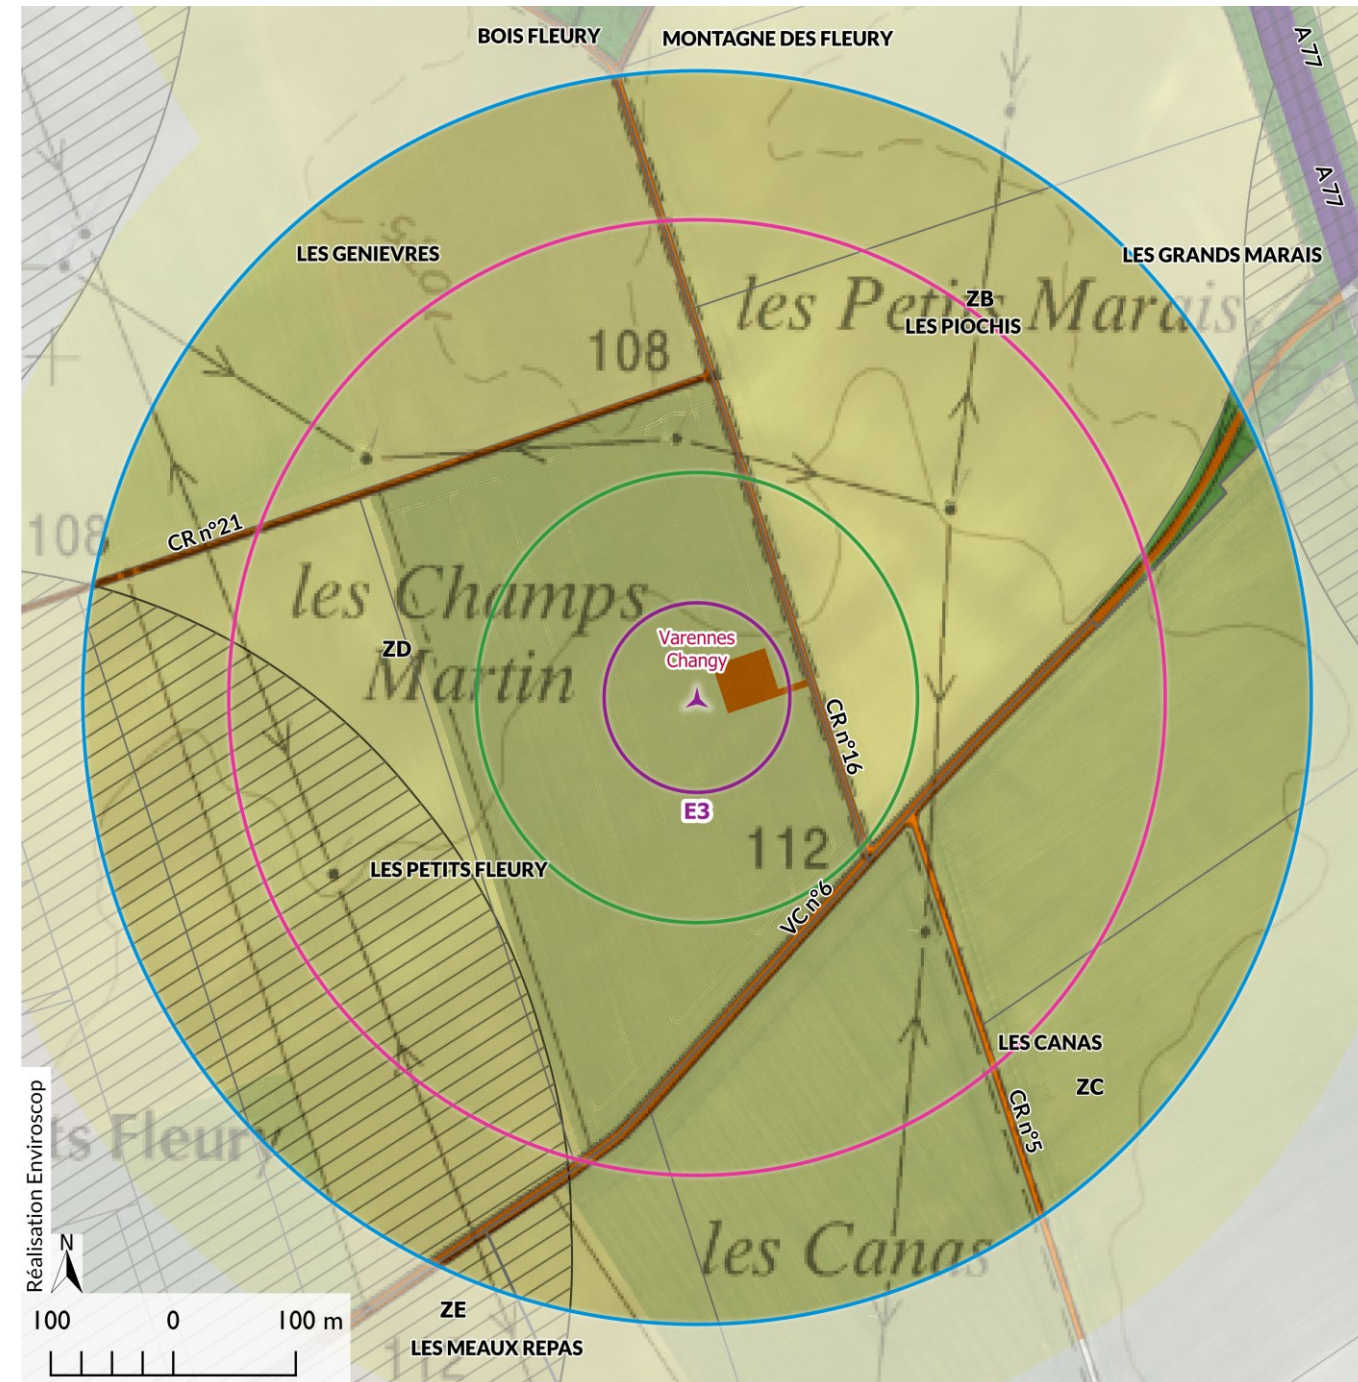 BOIS FLEURY
MONTAGNE DES FLEURY
A 77
A 77
LES GENIEVRES
LES GRANDS MARAIS
ZB
les Petits Marais
LES PIOCHIS
108
108
CR n°21
les Champs
Martin
ZD
Varennes
Changy
CR n°16
E3
112
LES PETITS FLEURY
VC n°6
LES CANAS
ZC
CR n°5
ts Fleury
les Canas
Réalisation Enviroscop
N
100 0 100 m
ZE
LES MEAUX REPAS
112